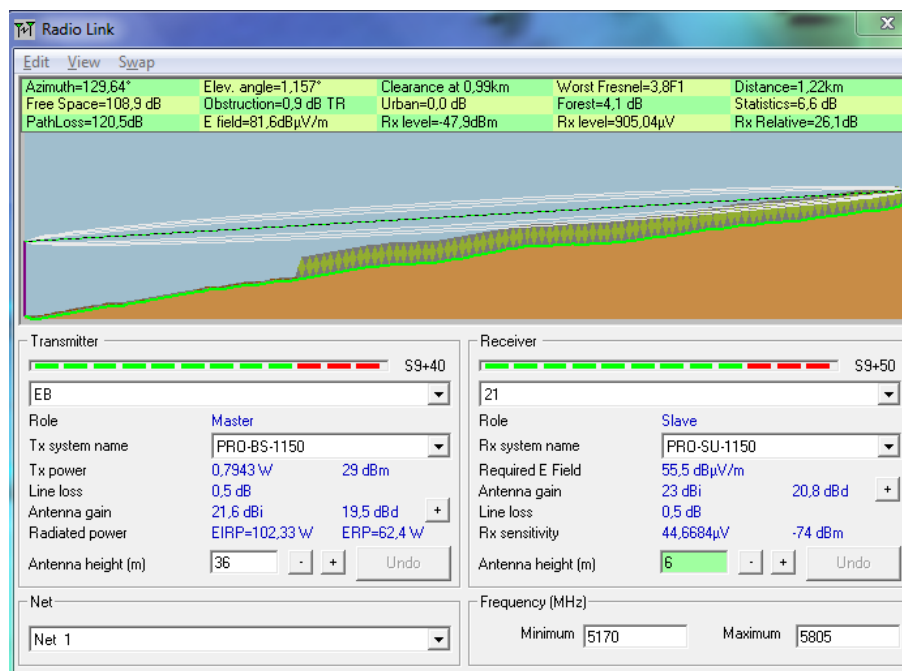 Radio Link
Edit View Swap
Azimuth=129,64° Elev. angle=1,157° Clearance at 0,99km Worst Fresnel=3,8F1 Distance=1,22km
Free Space=108,9 dB Obstruction=0,9 dB TR Urban=0,0 dB Forest=4,1 dB Statistics=6,6 dB
PathLoss=120,5dB E field=81,6dBµV/m Rx level=-47,9dBm Rx level=905,04µV Rx Relative=26,1dB
Transmitter
S9+40
EB
Role Master
Tx system name PRO-BS-1150
Tx power 0,7943 W 29 dBm
Line loss 0,5 dB
Antenna gain 21,6 dBi 19,5 dBd +
Radiated power EIRP=102,33 W ERP=62,4 W
Antenna height (m) 36 - + Undo
Receiver
S9+50
21
Role Slave
Rx system name PRO-SU-1150
Required E Field 55,5 dBµV/m
Antenna gain 23 dBi 20,8 dBd +
Line loss 0,5 dB
Rx sensitivity 44,6684µV -74 dBm
Antenna height (m) 6 - + Undo
Net
Net 1
Frequency (MHz)
Minimum 5170 Maximum 5805